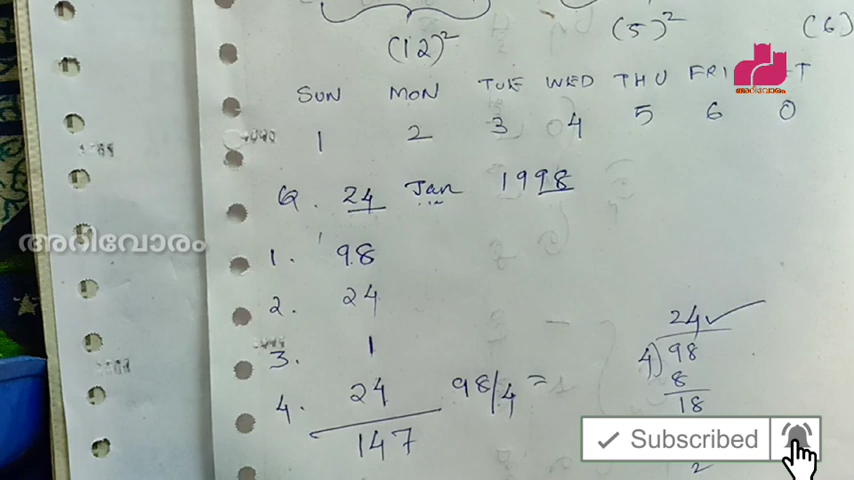 (12)² (5)² (6)
SUN MON TUE WED THU FRI T
1 2 3 4 5 6 0
അറിവോരം
Q. 24 Jan 1998
അറിവോരം
1. 98
2. 24
3. 1
4. 24
147
98/4 =
24 ✓
4) 98
8
18
2
✓ Subscribed